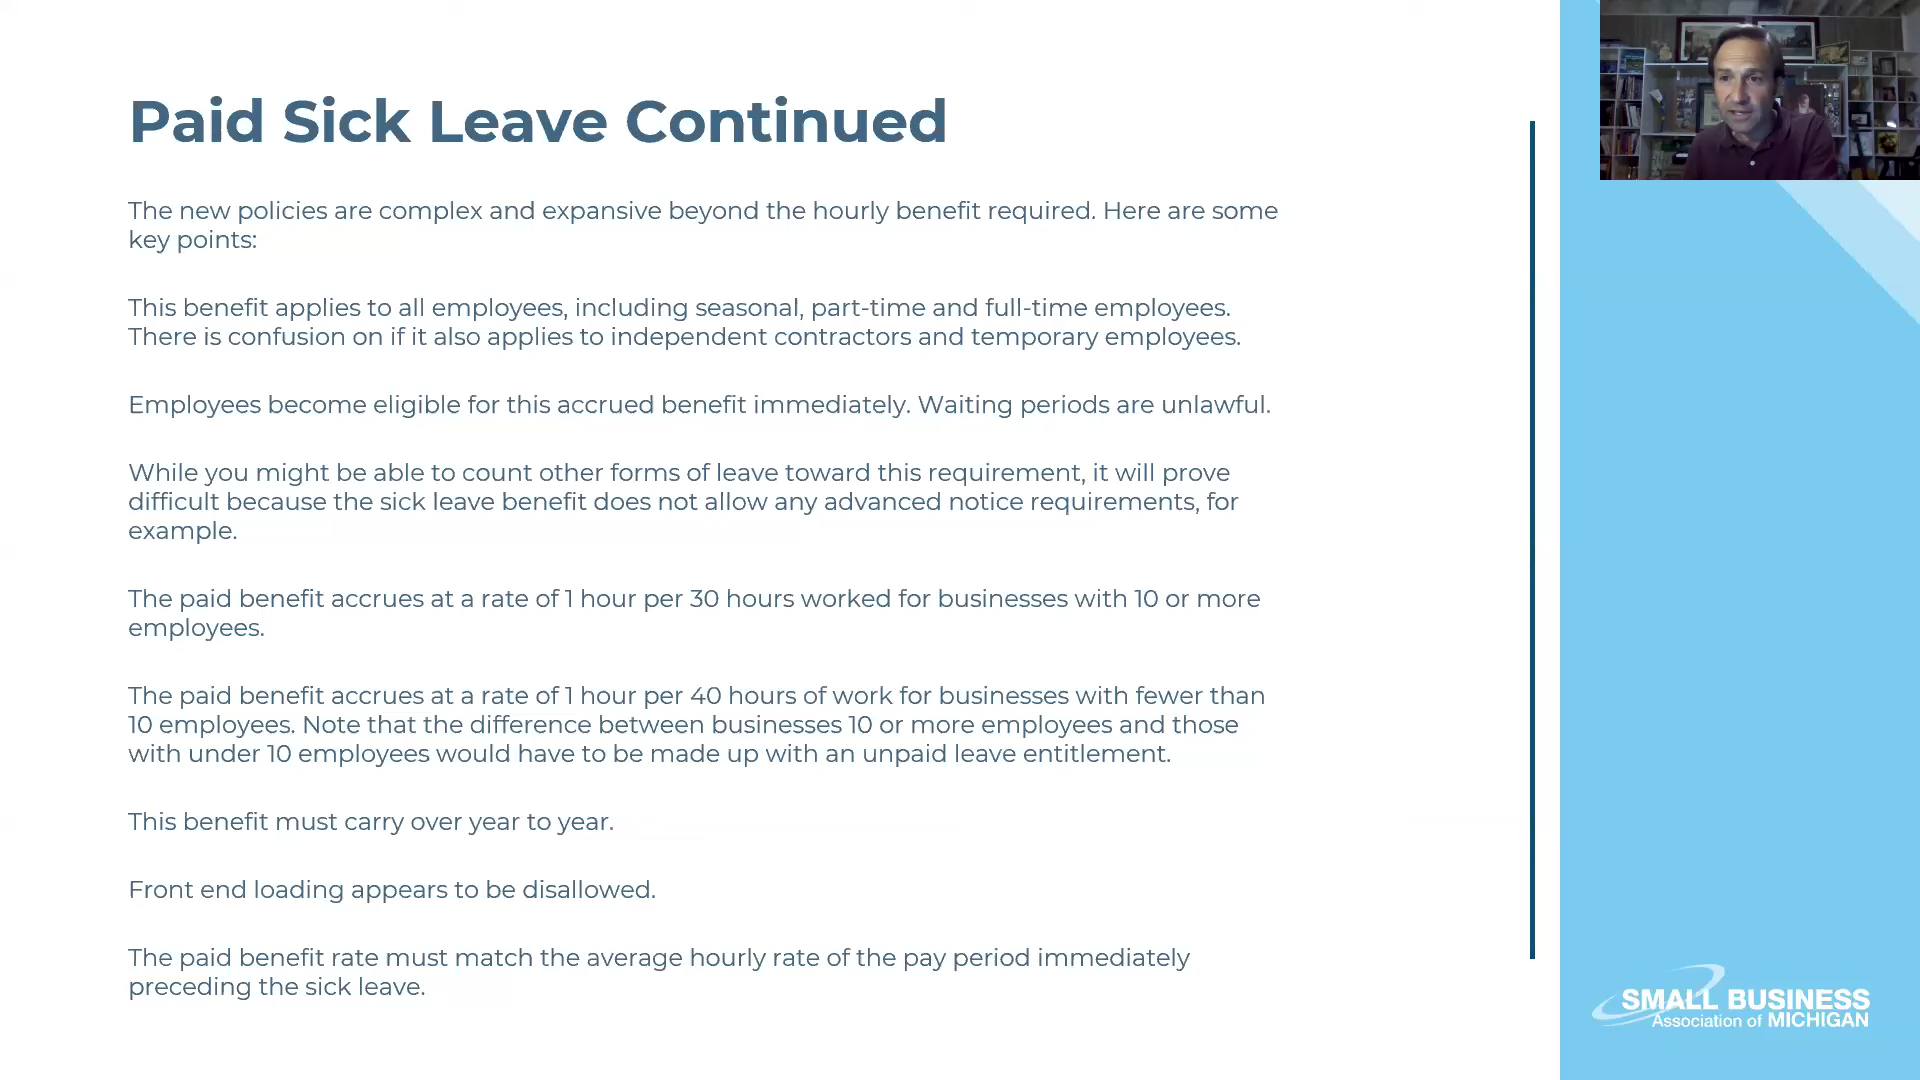 Paid Sick Leave Continued
The new policies are complex and expansive beyond the hourly benefit required. Here are some
key points:
This benefit applies to all employees, including seasonal, part-time and full-time employees.
There is confusion on if it also applies to independent contractors and temporary employees.
Employees become eligible for this accrued benefit immediately. Waiting periods are unlawful.
While you might be able to count other forms of leave toward this requirement, it will prove
difficult because the sick leave benefit does not allow any advanced notice requirements, for
example.
The paid benefit accrues at a rate of 1 hour per 30 hours worked for businesses with 10 or more
employees.
The paid benefit accrues at a rate of 1 hour per 40 hours of work for businesses with fewer than
10 employees. Note that the difference between businesses 10 or more employees and those
with under 10 employees would have to be made up with an unpaid leave entitlement.
This benefit must carry over year to year.
Front end loading appears to be disallowed.
The paid benefit rate must match the average hourly rate of the pay period immediately
preceding the sick leave.
SMALL BUSINESS
Association of MICHIGAN